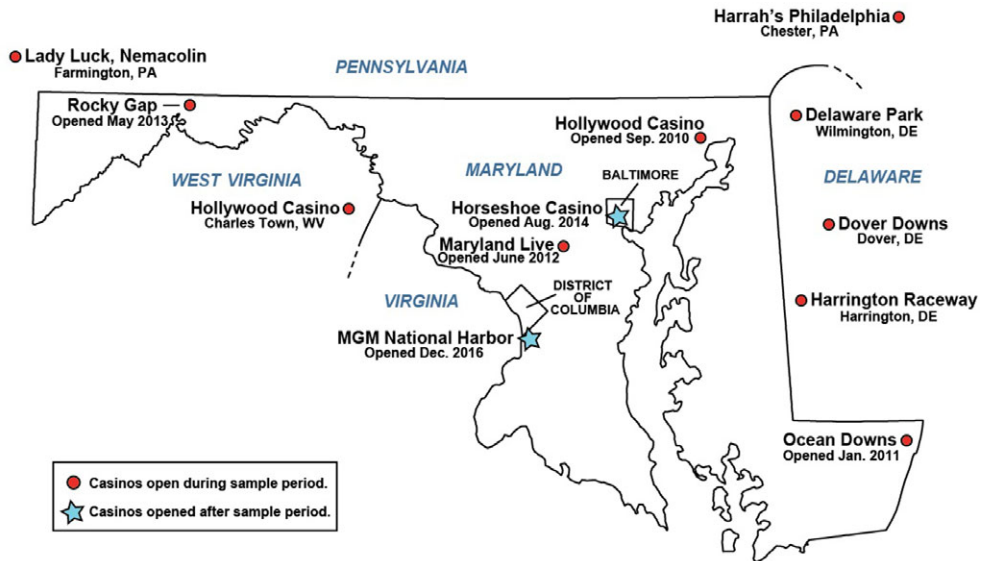 Harrah's Philadelphia
Chester, PA
Lady Luck, Nemacolin
Farmington, PA
PENNSYLVANIA
Rocky Gap
Opened May 2013
Hollywood Casino
Opened Sep. 2010
Delaware Park
Wilmington, DE
MARYLAND
WEST VIRGINIA
BALTIMORE
DELAWARE
Hollywood Casino
Charles Town, WV
Horseshoe Casino
Opened Aug. 2014
Dover Downs
Dover, DE
Maryland Live
Opened June 2012
VIRGINIA
DISTRICT
OF
COLUMBIA
Harrington Raceway
Harrington, DE
MGM National Harbor
Opened Dec. 2016
Ocean Downs
Opened Jan. 2011
Casinos open during sample period.
Casinos opened after sample period.